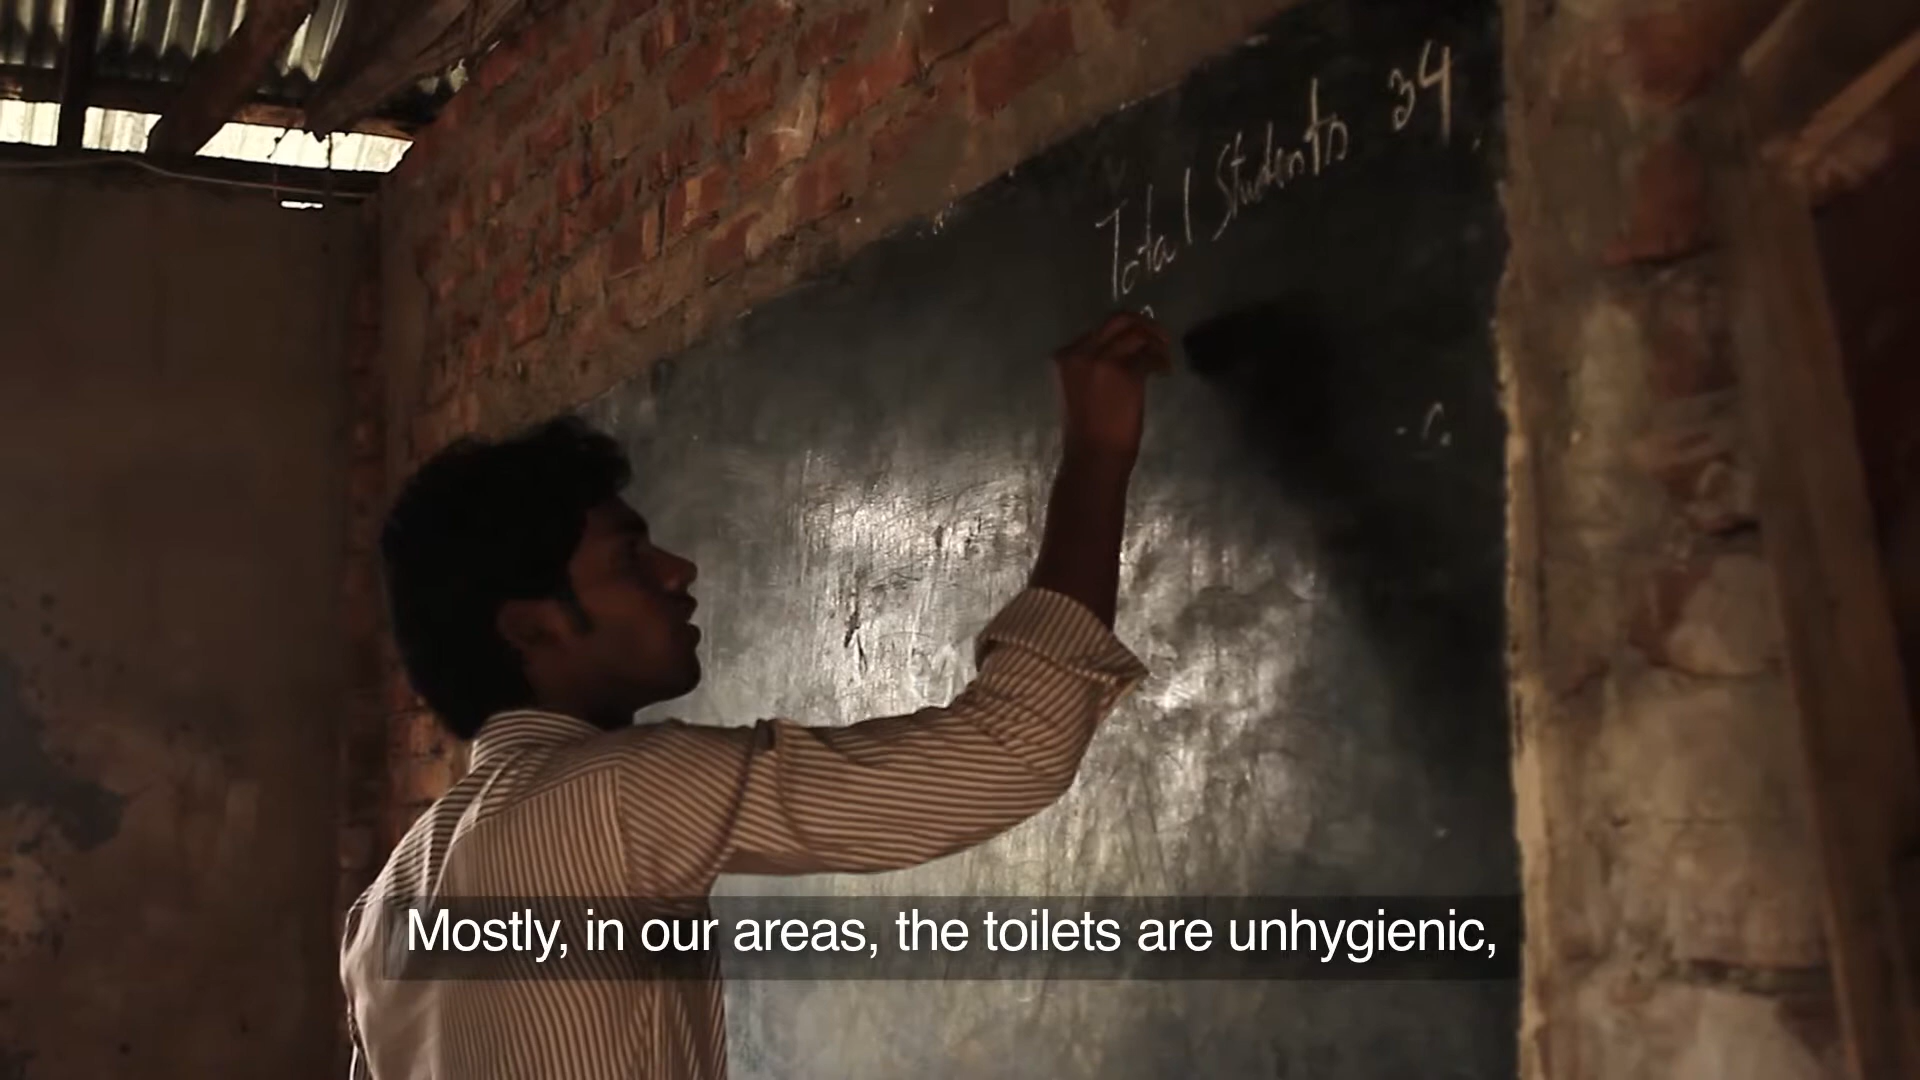 Total Students 34
Mostly, in our areas, the toilets are unhygienic,